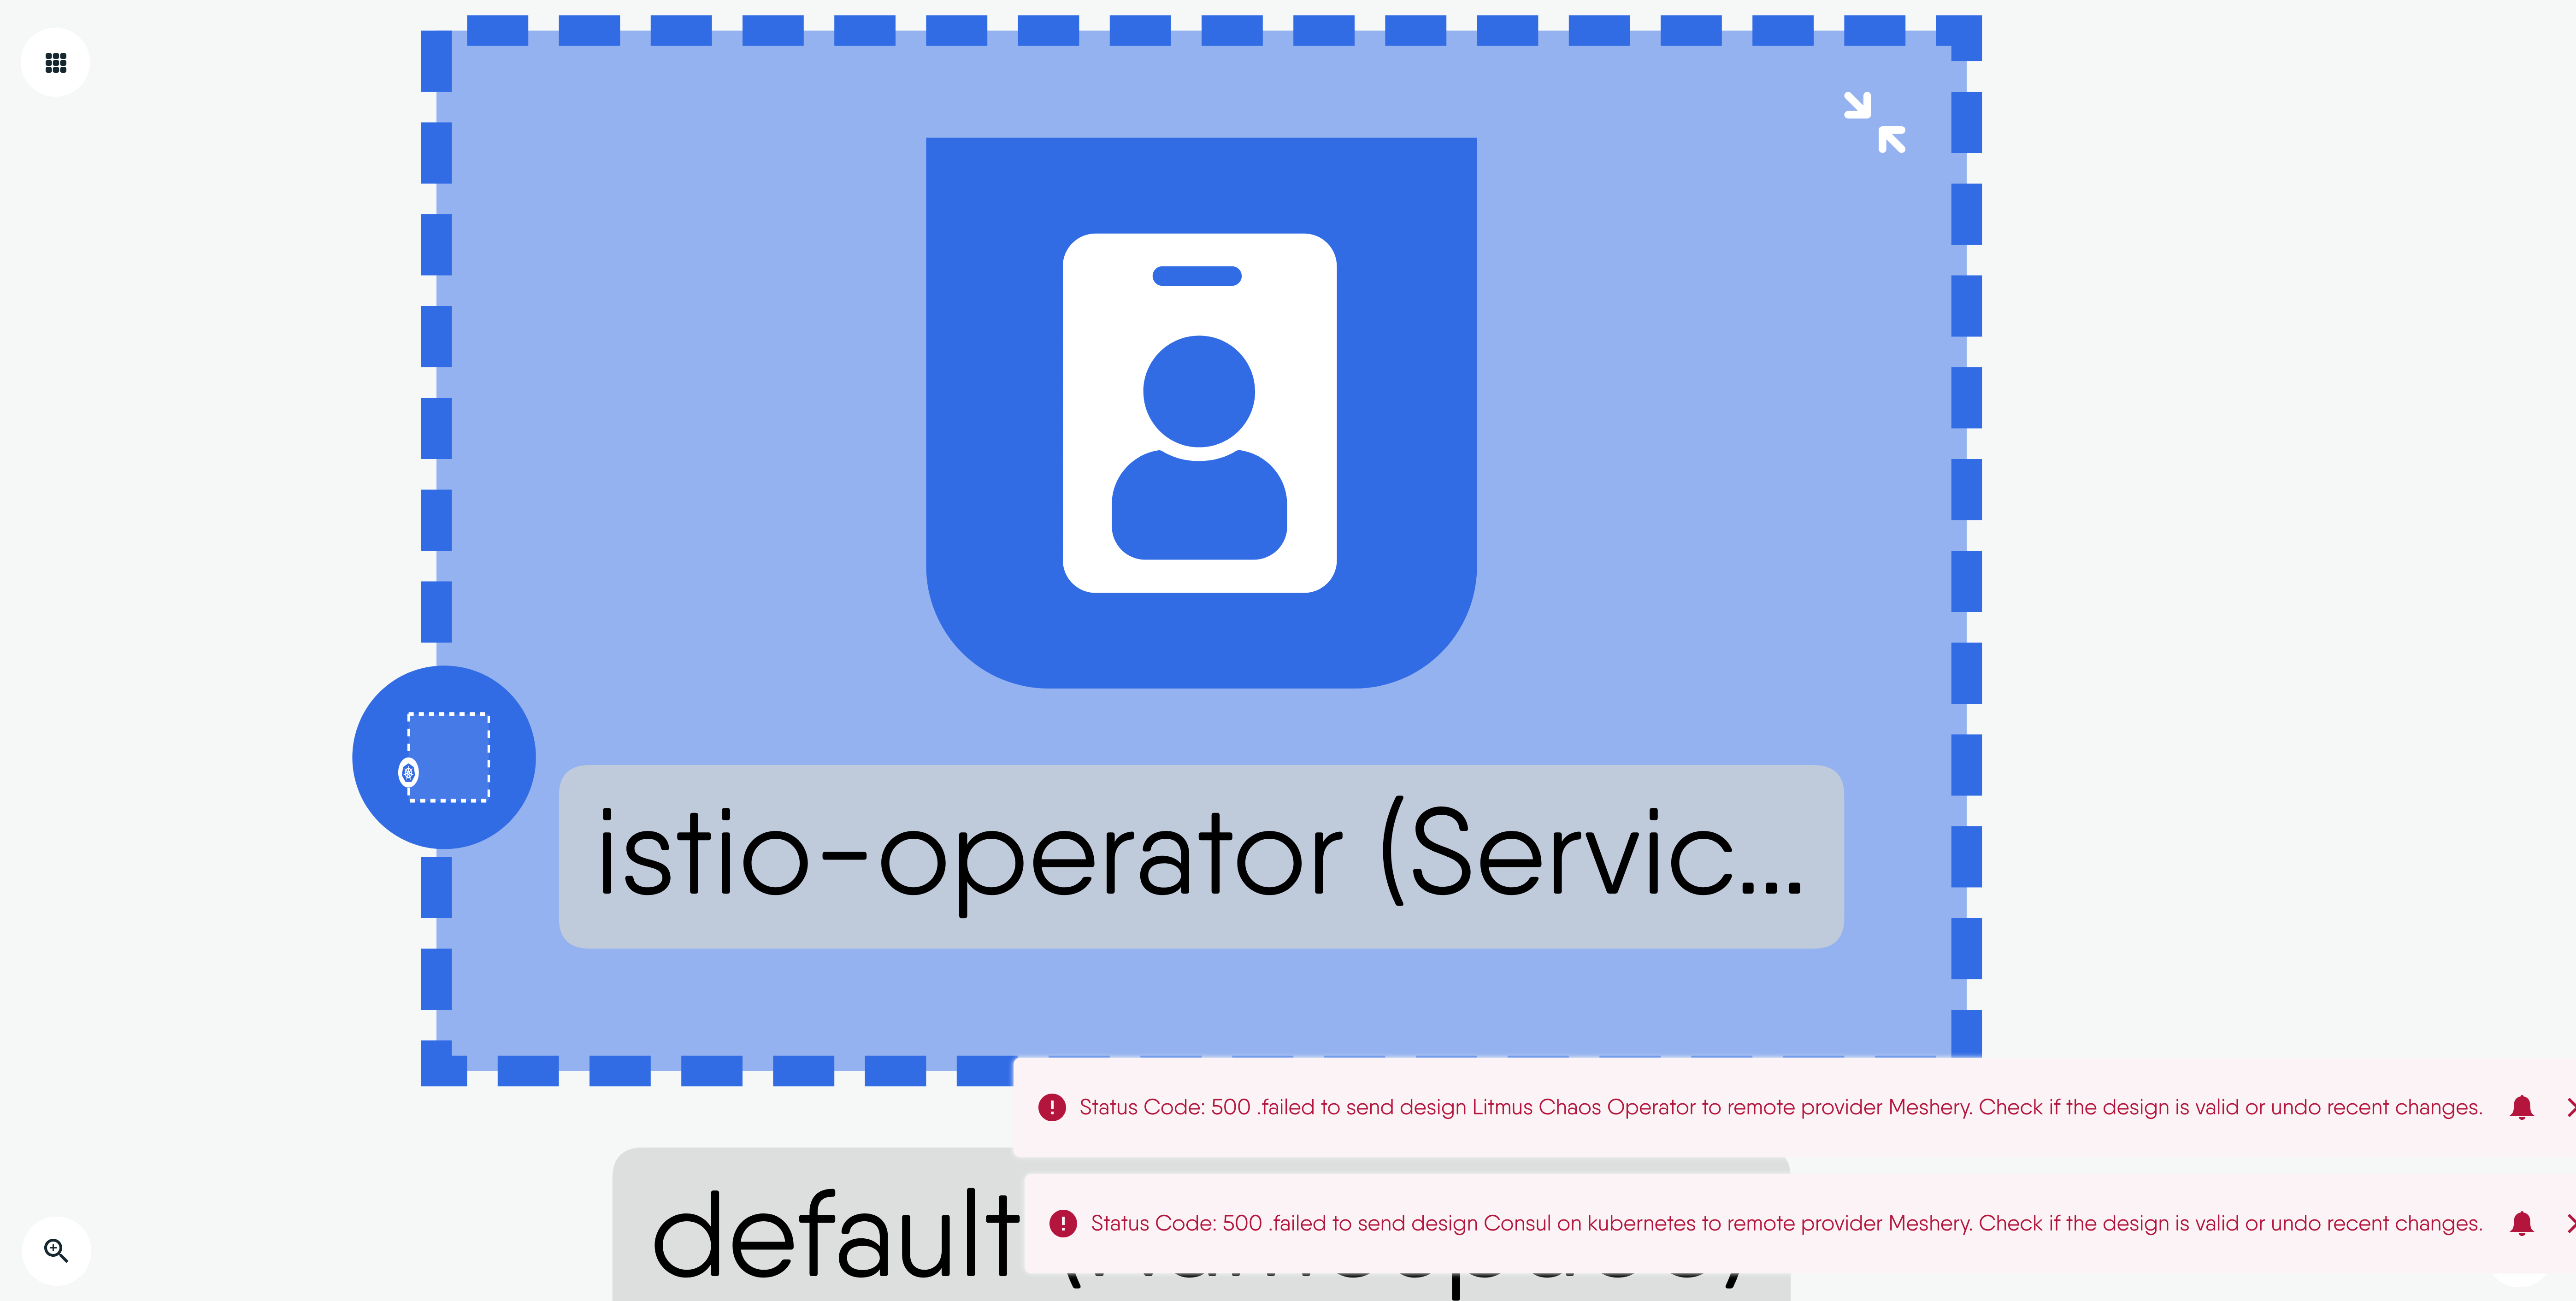 istio-operator (Servic...
Status Code: 500 .failed to send design Litmus Chaos Operator to remote provider Meshery. Check if the design is valid or undo recent changes.
default
Status Code: 500 .failed to send design Consul on kubernetes to remote provider Meshery. Check if the design is valid or undo recent changes.